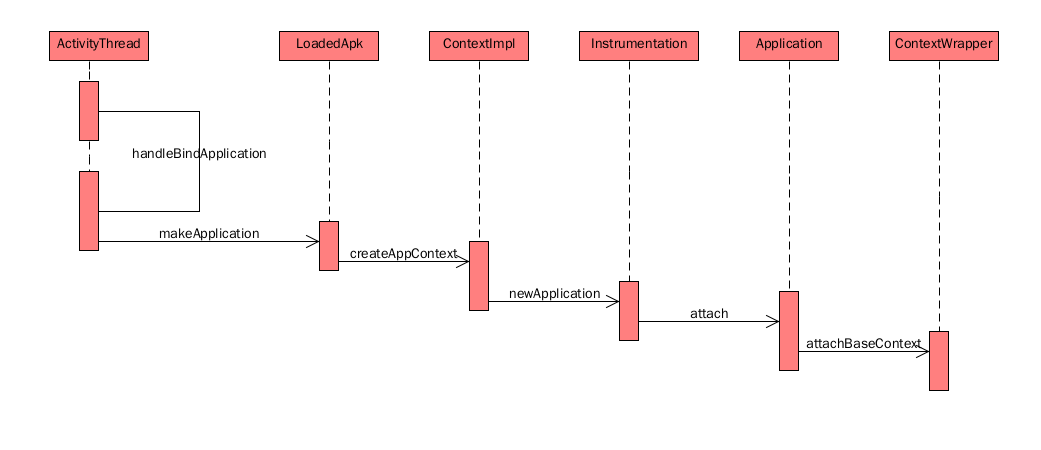 ActivityThread
LoadedApk
ContextImpl
Instrumentation
Application
ContextWrapper
handleBindApplication
makeApplication
createAppContext
newApplication
attach
attachBaseContext